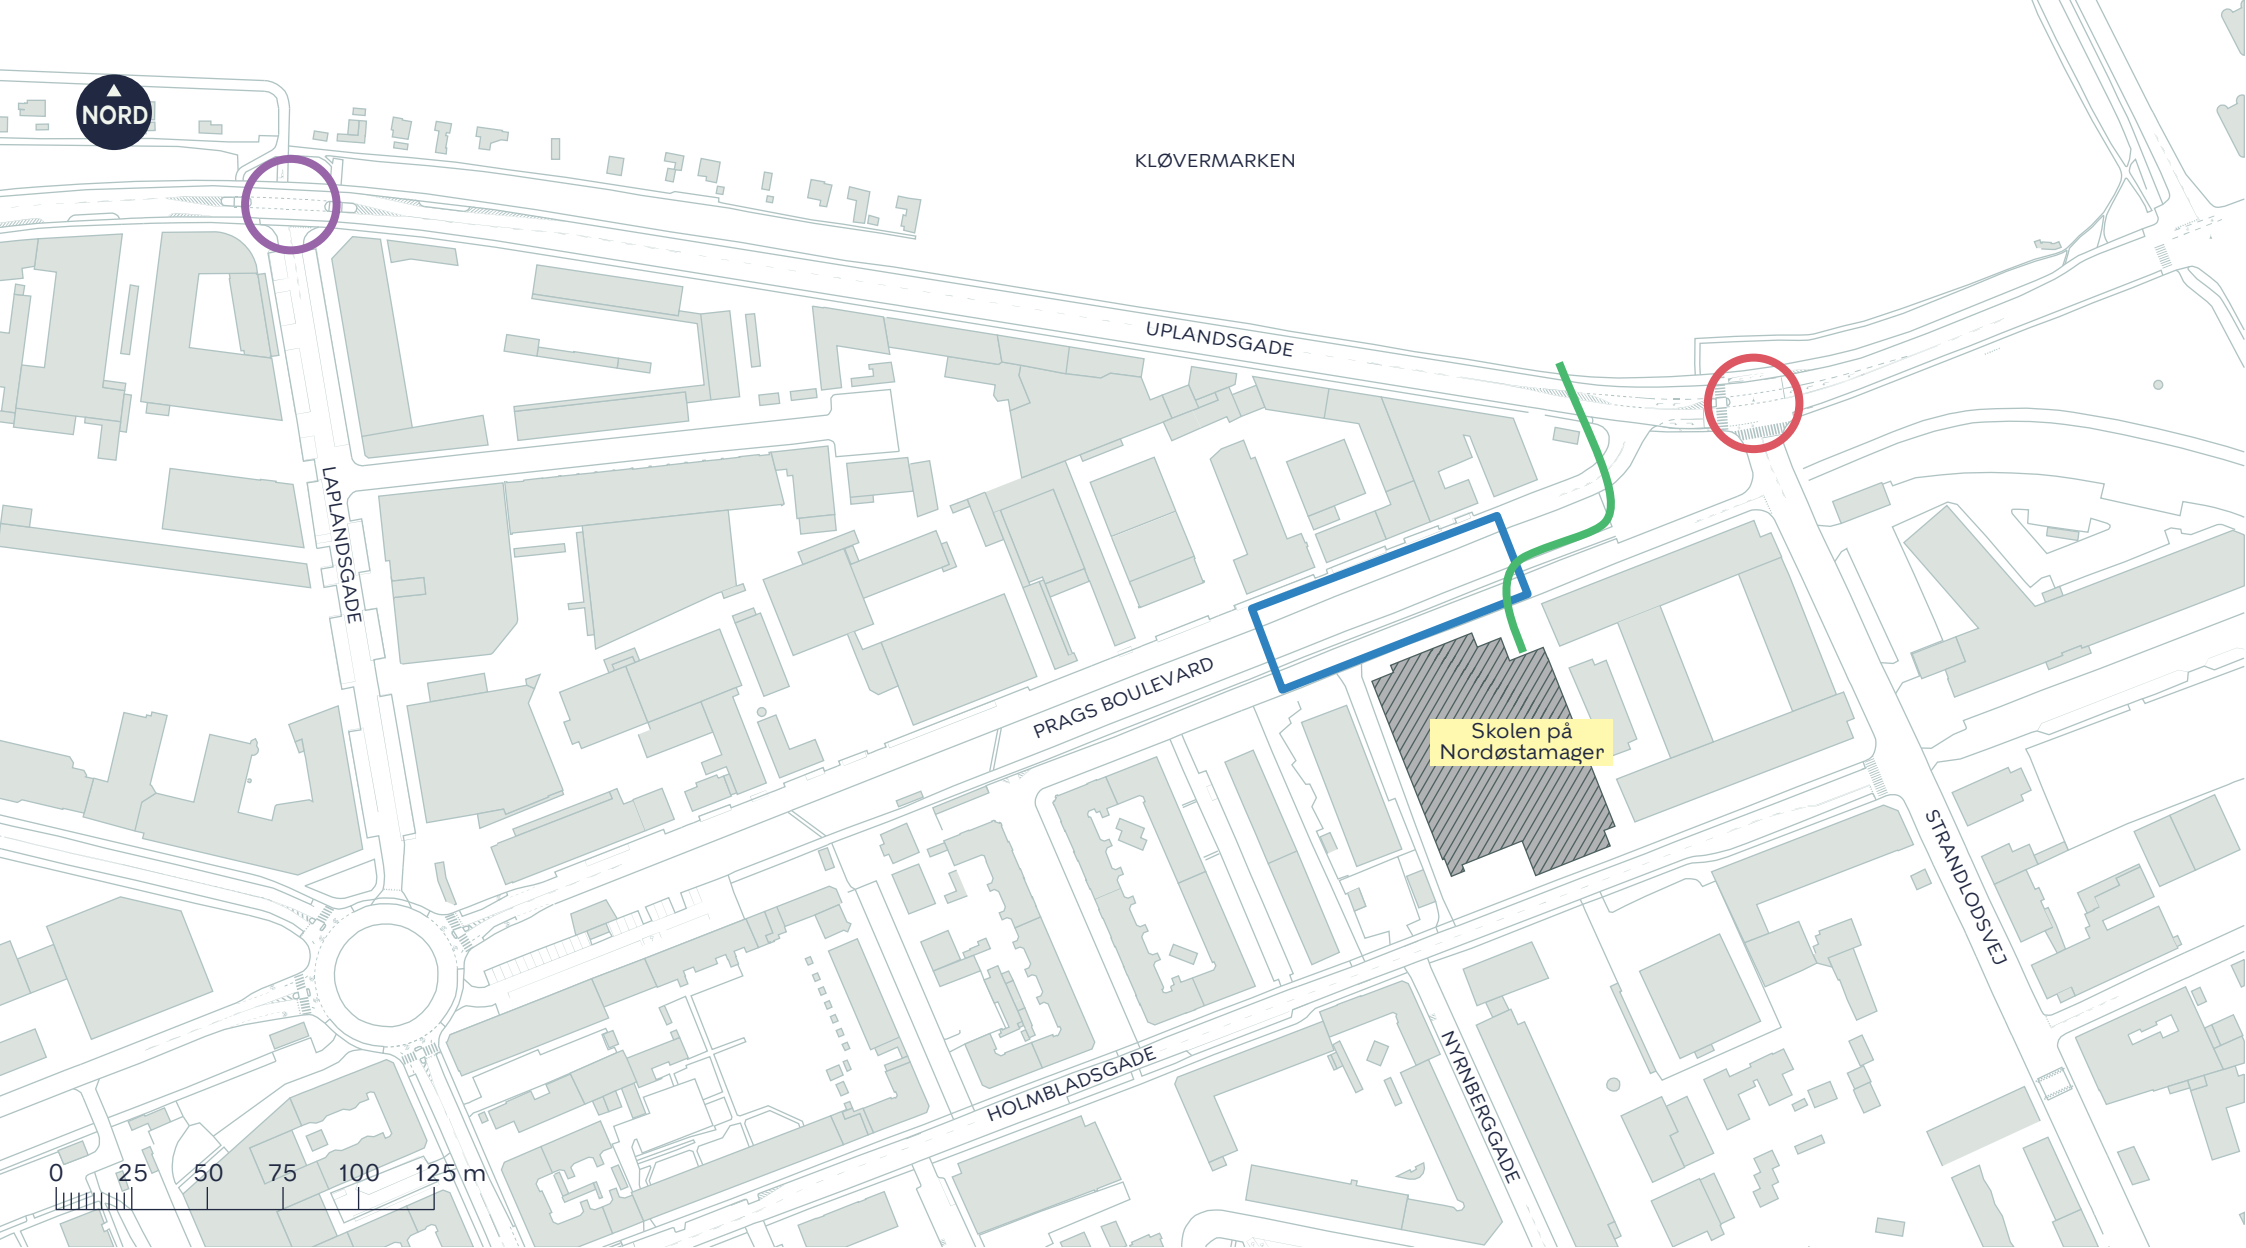 NORD
KLØVERMARKEN
UPLANDSGADE
LAPLANDSGADE
PRAGS BOULEVARD
Skolen på
Nordøstamager
STRANDLODSVEJ
HOLMBLADSGADE
NYRNBERGGADE
0 25 50 75 100 125 m